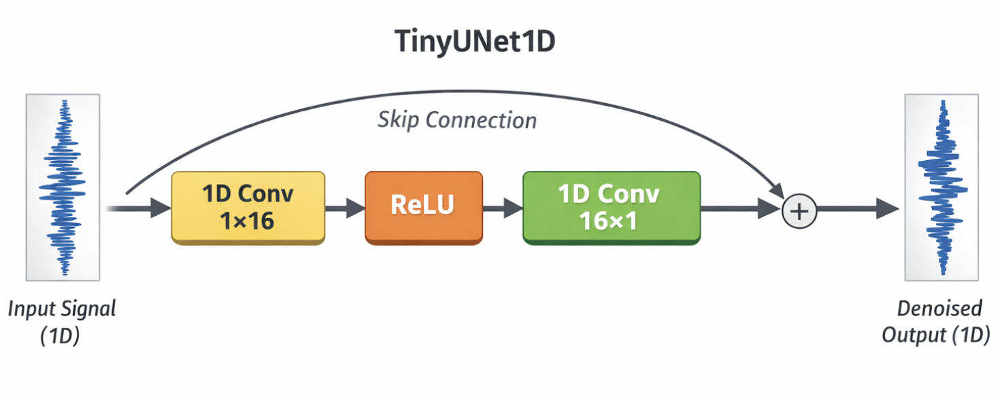 TinyUNet1D
Skip Connection
1D Conv
1×16
ReLU
1D Conv
16×1
+
Input Signal
(1D)
Denoised
Output (1D)